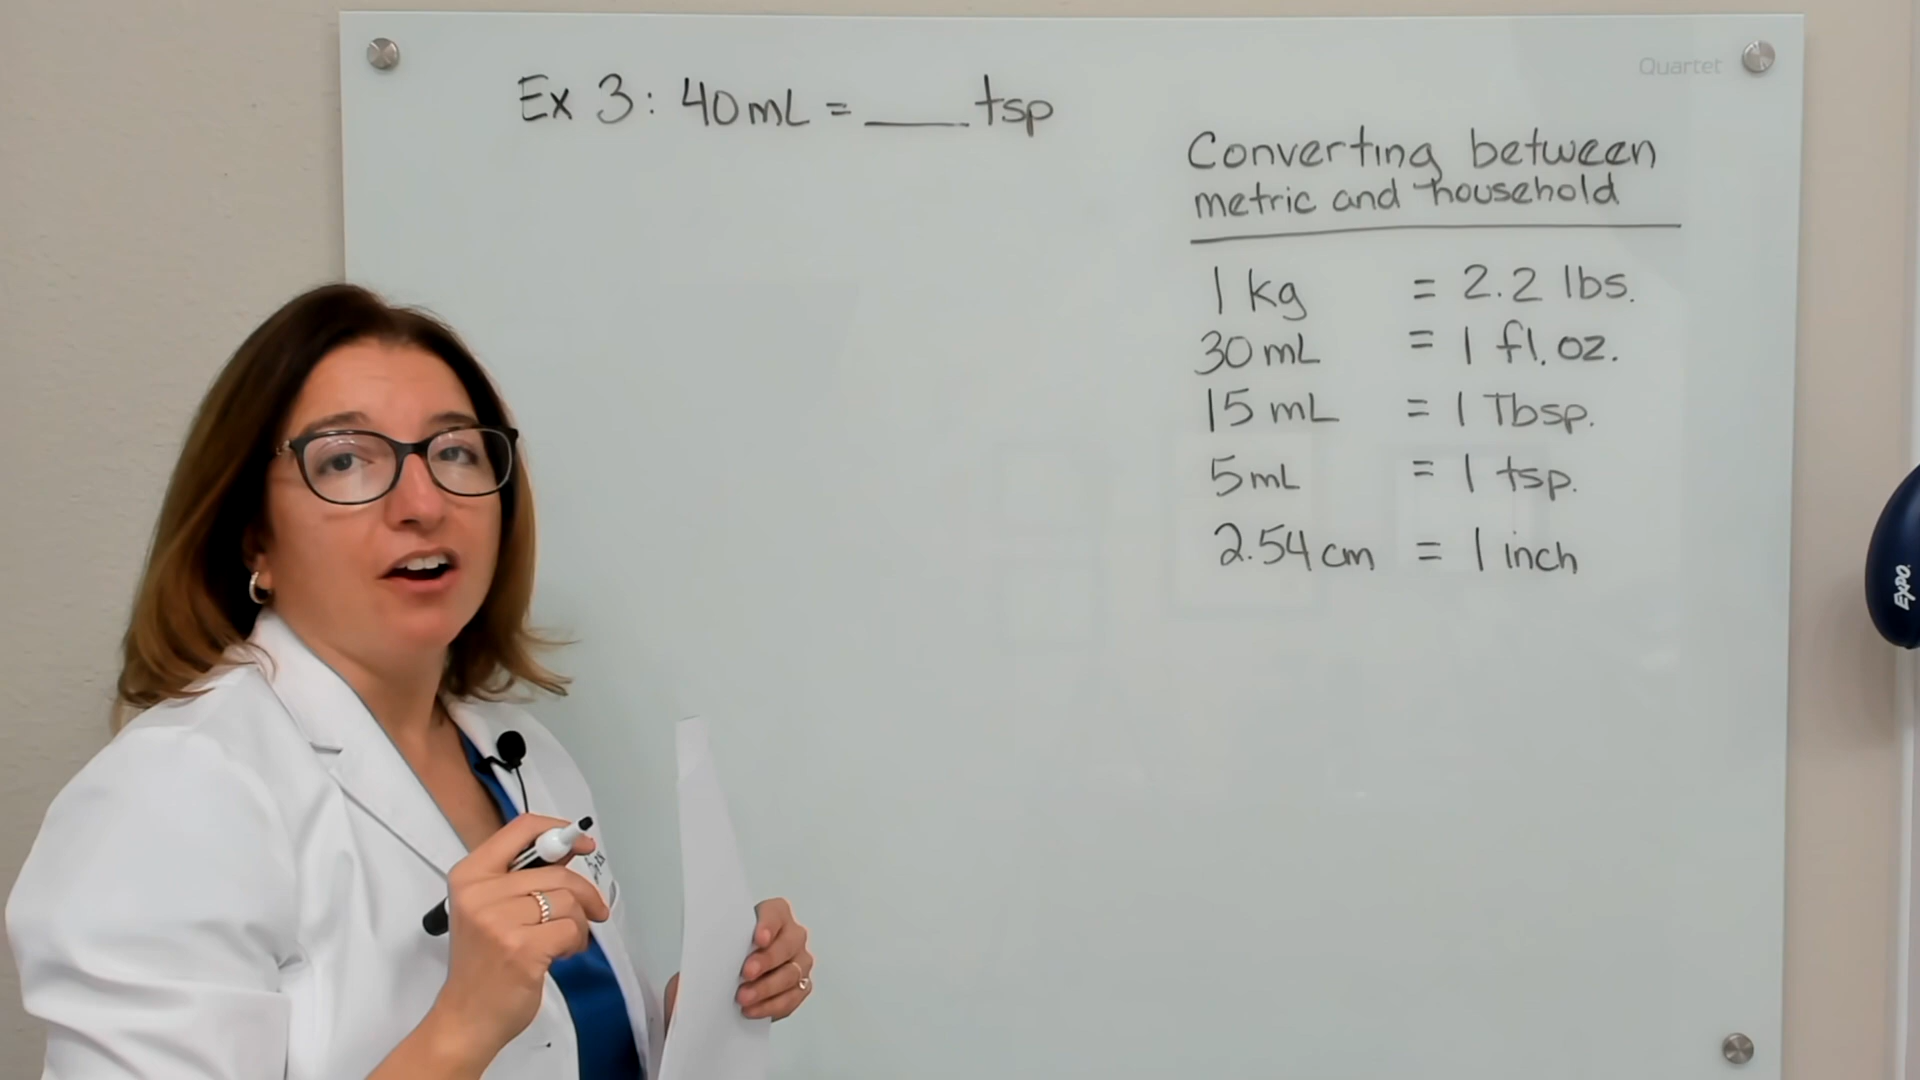 Quartet
Ex 3: 40 mL = ___ tsp
Converting between
metric and household
1 kg = 2.2 lbs.
30 mL = 1 fl. oz.
15 mL = 1 Tbsp.
5 mL = 1 tsp.
2.54 cm = 1 inch
EXPO